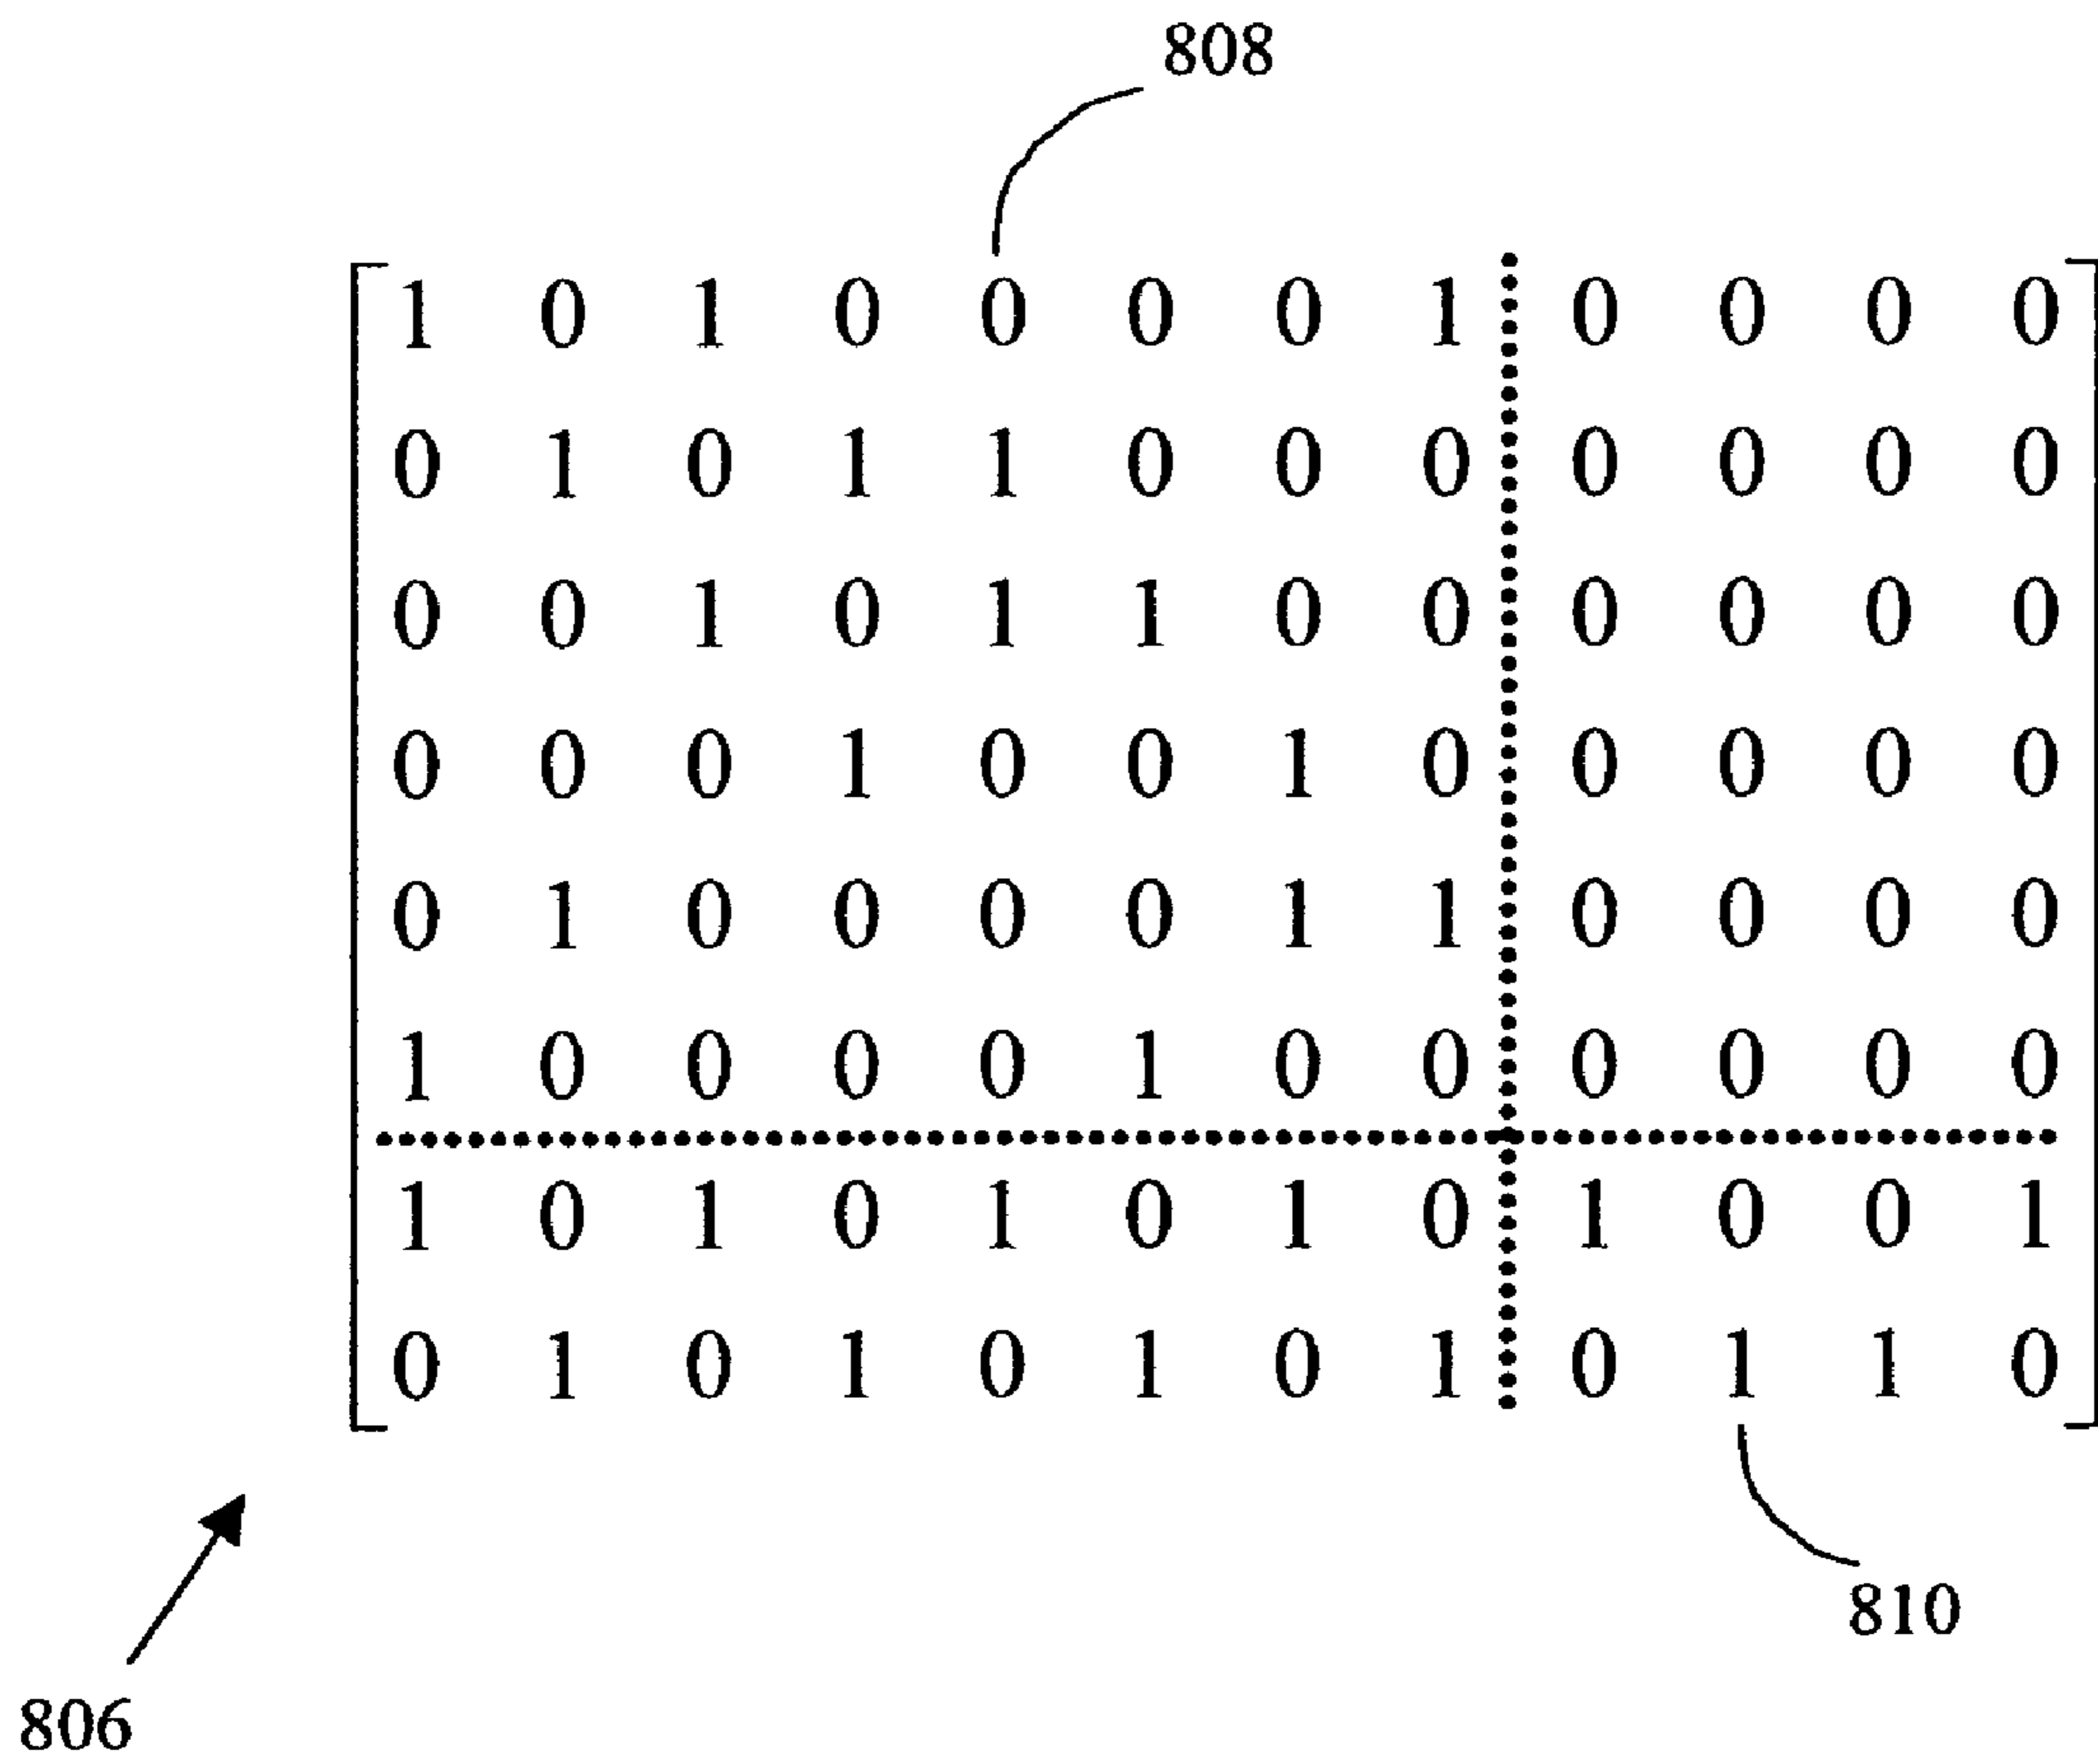 808
1 0 1 0 0 0 0 1 0 0 0 0
0 1 0 1 1 0 0 0 0 0 0 0
0 0 1 0 1 1 0 0 0 0 0 0
0 0 0 1 0 0 1 0 0 0 0 0
0 1 0 0 0 0 1 1 0 0 0 0
1 0 0 0 0 1 0 0 0 0 0 0
1 0 1 0 1 0 1 0 1 0 0 1
0 1 0 1 0 1 0 1 0 1 1 0
810
806